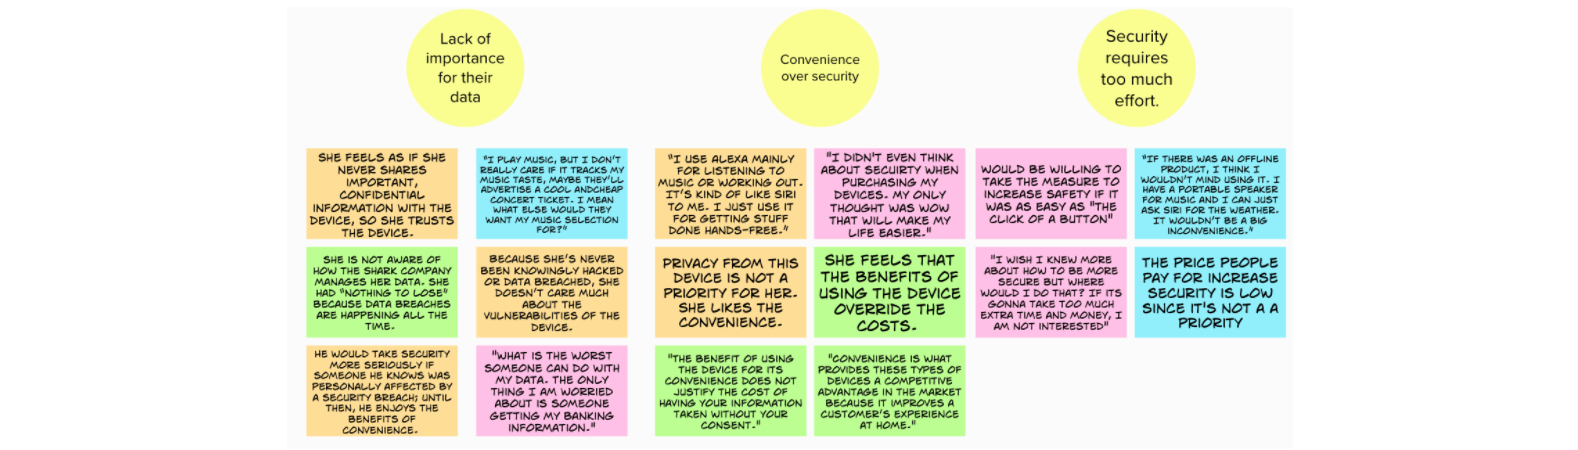 Lack of
importance
for their
data
Convenience
over security
Security
requires
too much
effort.
SHE FEELS AS IF SHE
NEVER SHARES
IMPORTANT,
CONFIDENTIAL
INFORMATION WITH THE
DEVICE, SO SHE TRUSTS
THE DEVICE.
"I PLAY MUSIC, BUT I DON'T
REALLY CARE IF IT TRACKS MY
MUSIC TASTE, MAYBE THEY'LL
ADVERTISE A COOL ANDCHEAP
CONCERT TICKET. I MEAN
WHAT ELSE WOULD THEY
WANT MY MUSIC SELECTION
FOR?"
SHE IS NOT AWARE OF
HOW THE SHARK COMPANY
MANAGES HER DATA. SHE
HAD "NOTHING TO LOSE"
BECAUSE DATA BREACHES
ARE HAPPENING ALL THE
TIME.
BECAUSE SHE'S NEVER
BEEN KNOWINGLY HACKED
OR DATA BREACHED, SHE
DOESN'T CARE MUCH
ABOUT THE
VULNERABILITIES OF THE
DEVICE.
HE WOULD TAKE SECURITY
MORE SERIOUSLY IF
SOMEONE HE KNOWS WAS
PERSONALLY AFFECTED BY
A SECURITY BREACH; UNTIL
THEN, HE ENJOYS THE
BENEFITS OF
CONVENIENCE.
"WHAT IS THE WORST
SOMEONE CAN DO WITH
MY DATA. THE ONLY
THING I AM WORRIED
ABOUT IS SOMEONE
GETTING MY BANKING
INFORMATION."
"I USE ALEXA MAINLY
FOR LISTENING TO
MUSIC OR WORKING OUT.
IT'S KIND OF LIKE SIRI
TO ME. I JUST USE IT
FOR GETTING STUFF
DONE HANDS-FREE."
"I DIDN'T EVEN THINK
ABOUT SECUIRTY WHEN
PURCHASING MY
DEVICES. MY ONLY
THOUGHT WAS WOW
THAT WILL MAKE MY
LIFE EASIER."
PRIVACY FROM THIS
DEVICE IS NOT A
PRIORITY FOR HER.
SHE LIKES THE
CONVENIENCE.
SHE FEELS THAT
THE BENEFITS OF
USING THE DEVICE
OVERRIDE THE
COSTS.
"THE BENEFIT OF USING
THE DEVICE FOR ITS
CONVENIENCE DOES NOT
JUSTIFY THE COST OF
HAVING YOUR INFORMATION
TAKEN WITHOUT YOUR
CONSENT."
"CONVENIENCE IS WHAT
PROVIDES THESE TYPES OF
DEVICES A COMPETITIVE
ADVANTAGE IN THE MARKET
BECAUSE IT IMPROVES A
CUSTOMER'S EXPERIENCE
AT HOME."
WOULD BE WILLING TO
TAKE THE MEASURE TO
INCREASE SAFETY IF IT
WAS AS EASY AS "THE
CLICK OF A BUTTON"
"IF THERE WAS AN OFFLINE
PRODUCT, I THINK I
WOULDN'T MIND USING IT. I
HAVE A PORTABLE SPEAKER
FOR MUSIC AND I CAN JUST
ASK SIRI FOR THE WEATHER.
IT WOULDN'T BE A BIG
INCONVENIENCE."
"I WISH I KNEW MORE
ABOUT HOW TO BE MORE
SECURE BUT WHERE
WOULD I DO THAT? IF ITS
GONNA TAKE TOO MUCH
EXTRA TIME AND MONEY, I
AM NOT INTERESTED"
THE PRICE PEOPLE
PAY FOR INCREASE
SECURITY IS LOW
SINCE IT'S NOT A A
PRIORITY